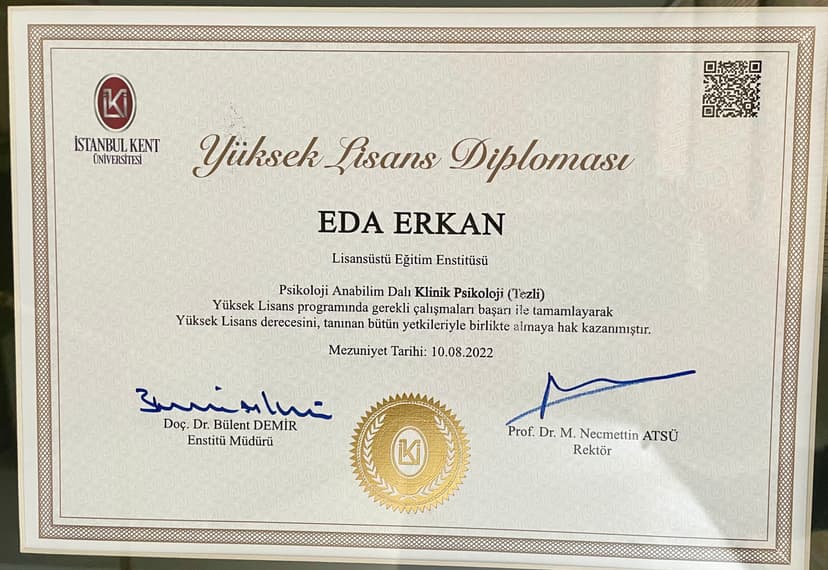 İSTANBUL KENT
ÜNİVERSİTESİ
Yüksek Lisans Diploması
EDA ERKAN
Lisansüstü Eğitim Enstitüsü
Psikoloji Anabilim Dalı Klinik Psikoloji (Tezli)
Yüksek Lisans programında gerekli çalışmaları başarı ile tamamlayarak
Yüksek Lisans derecesini, tanınan bütün yetkileriyle birlikte almaya hak kazanmıştır.
Mezuniyet Tarihi: 10.08.2022
Doç. Dr. Bülent DEMİR
Enstitü Müdürü
Prof. Dr. M. Necmettin ATSÜ
Rektör